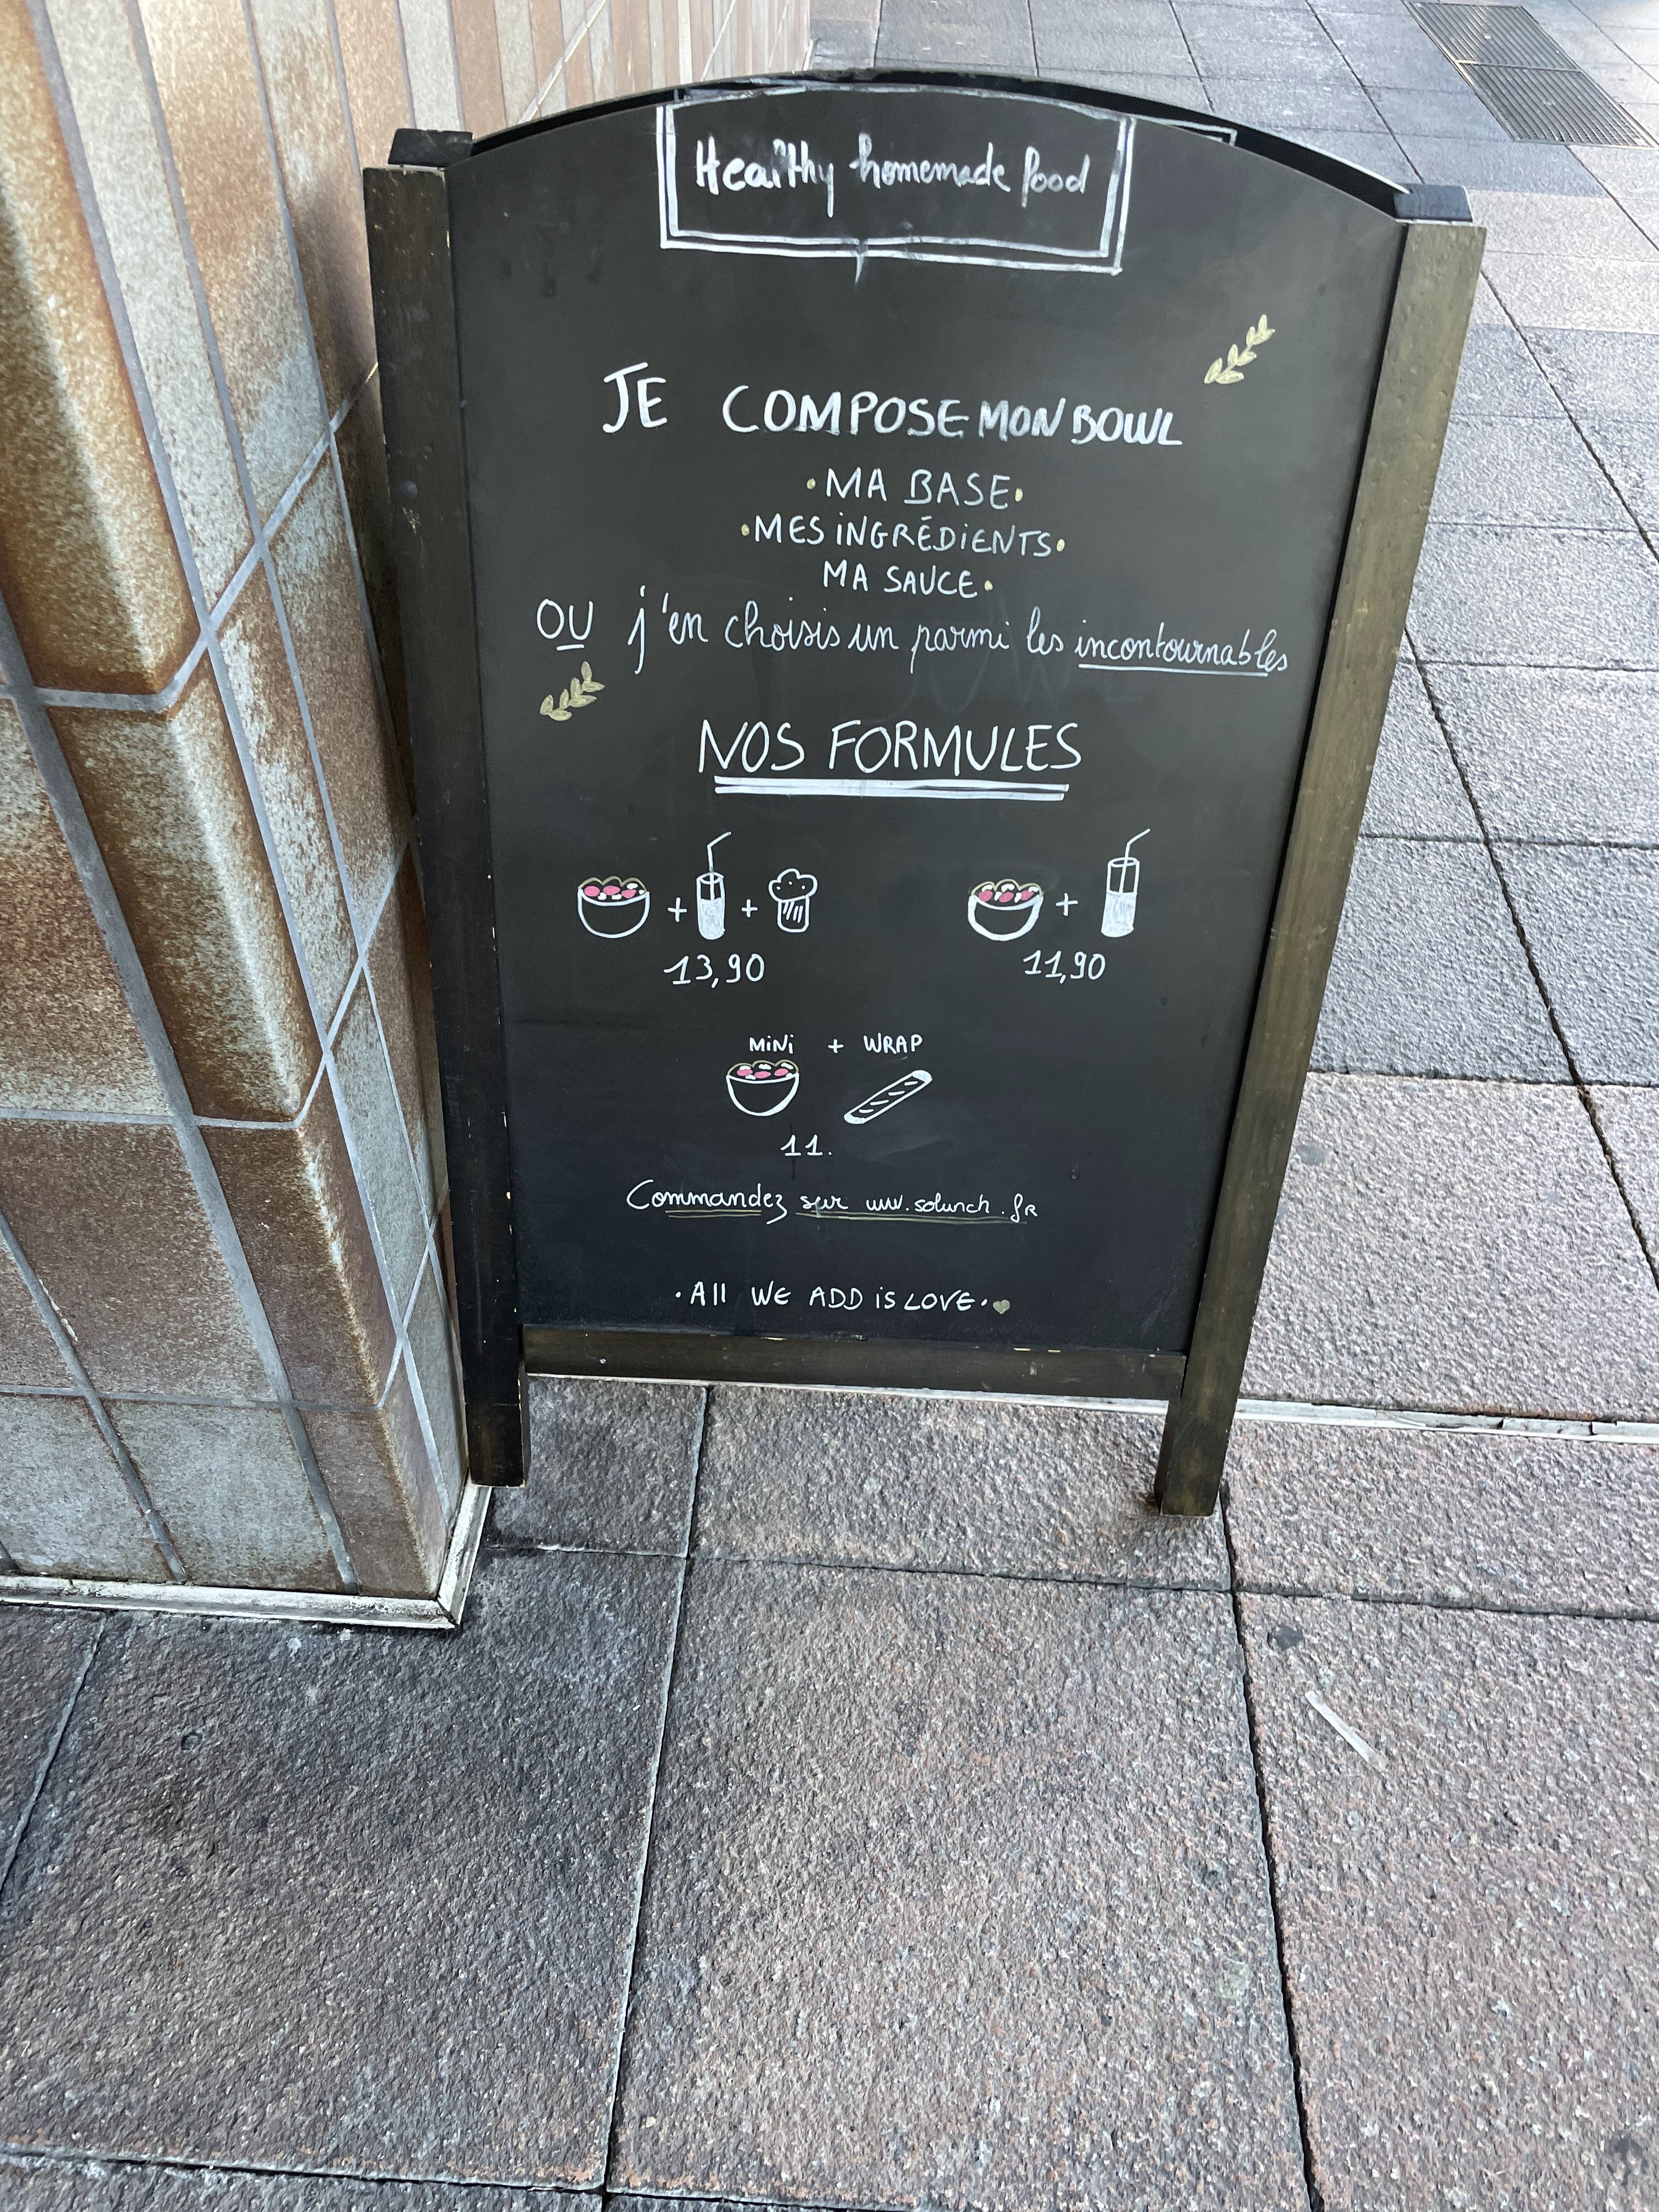 Healthy homemade food
JE COMPOSE MON BOWL
•MA BASE•
•MES iNGRÉDiENTS•
MA SAUCE•
OU j'en choisis un parmi les incontournables
NOS FORMULES
+ +
13,90
+
11,90
MiNi + WRAP
11.
Commandez sur www.solunch.fr
•All WE ADD iS LOVE•